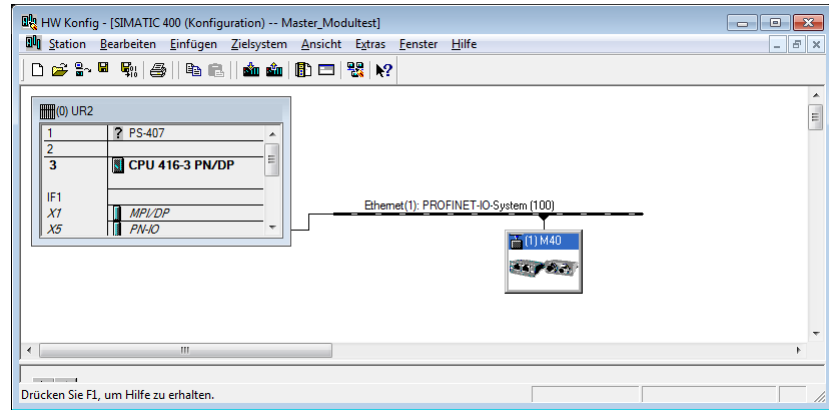 HW Konfig - [SIMATIC 400 (Konfiguration) -- Master_Modultest]
Station Bearbeiten Einfügen Zielsystem Ansicht Extras Fenster Hilfe
(0) UR2
1 PS-407
2
3 CPU 416-3 PN/DP
IF1
X1 MPI/DP
X5 PN-IO
Ethernet(1): PROFINET-IO-System (100)
(1) M40
Drücken Sie F1, um Hilfe zu erhalten.